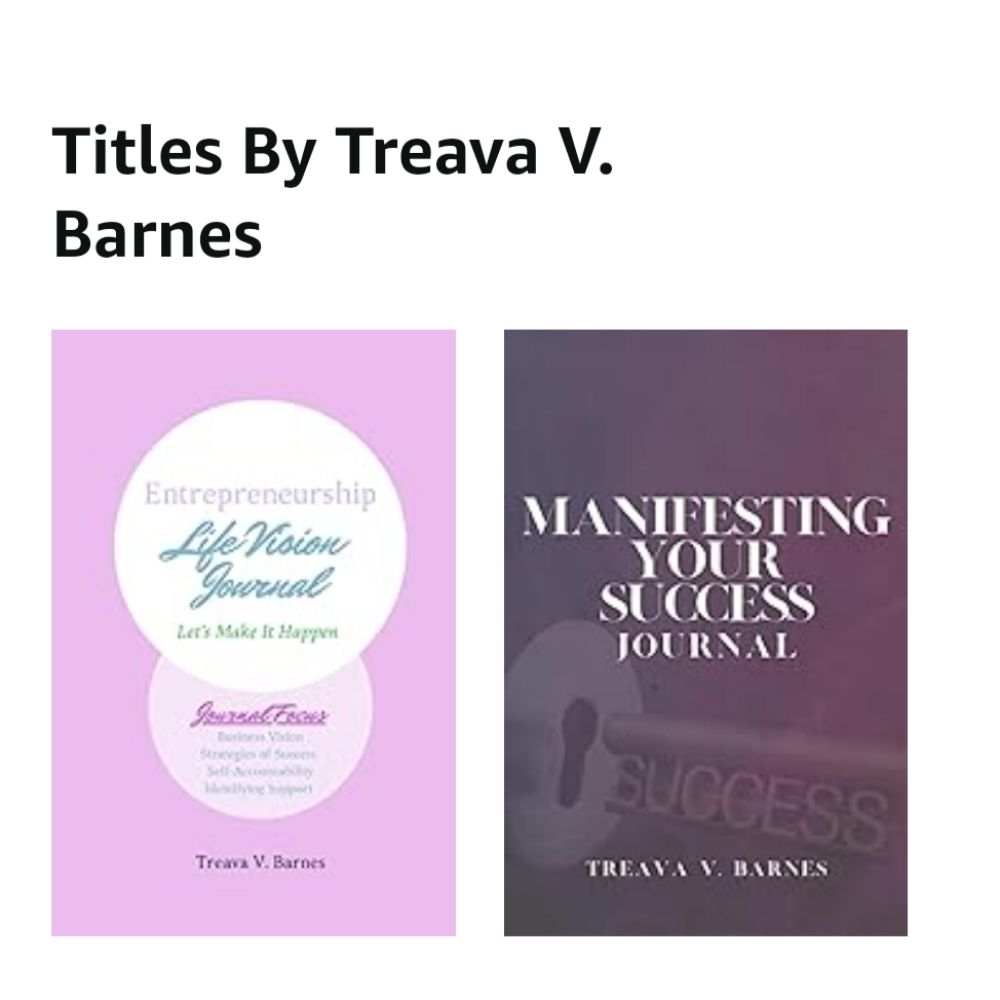 Titles By Treava V.
Barnes
Entrepreneurship
Life Vision
Journal
Let's Make It Happen
Journal Focus
Business Vision
Strategies of Success
Self-Accountability
Identifying Support
Treava V. Barnes
MANIFESTING
YOUR
SUCCESS
JOURNAL
SUCCESS
TREAVA V. BARNES